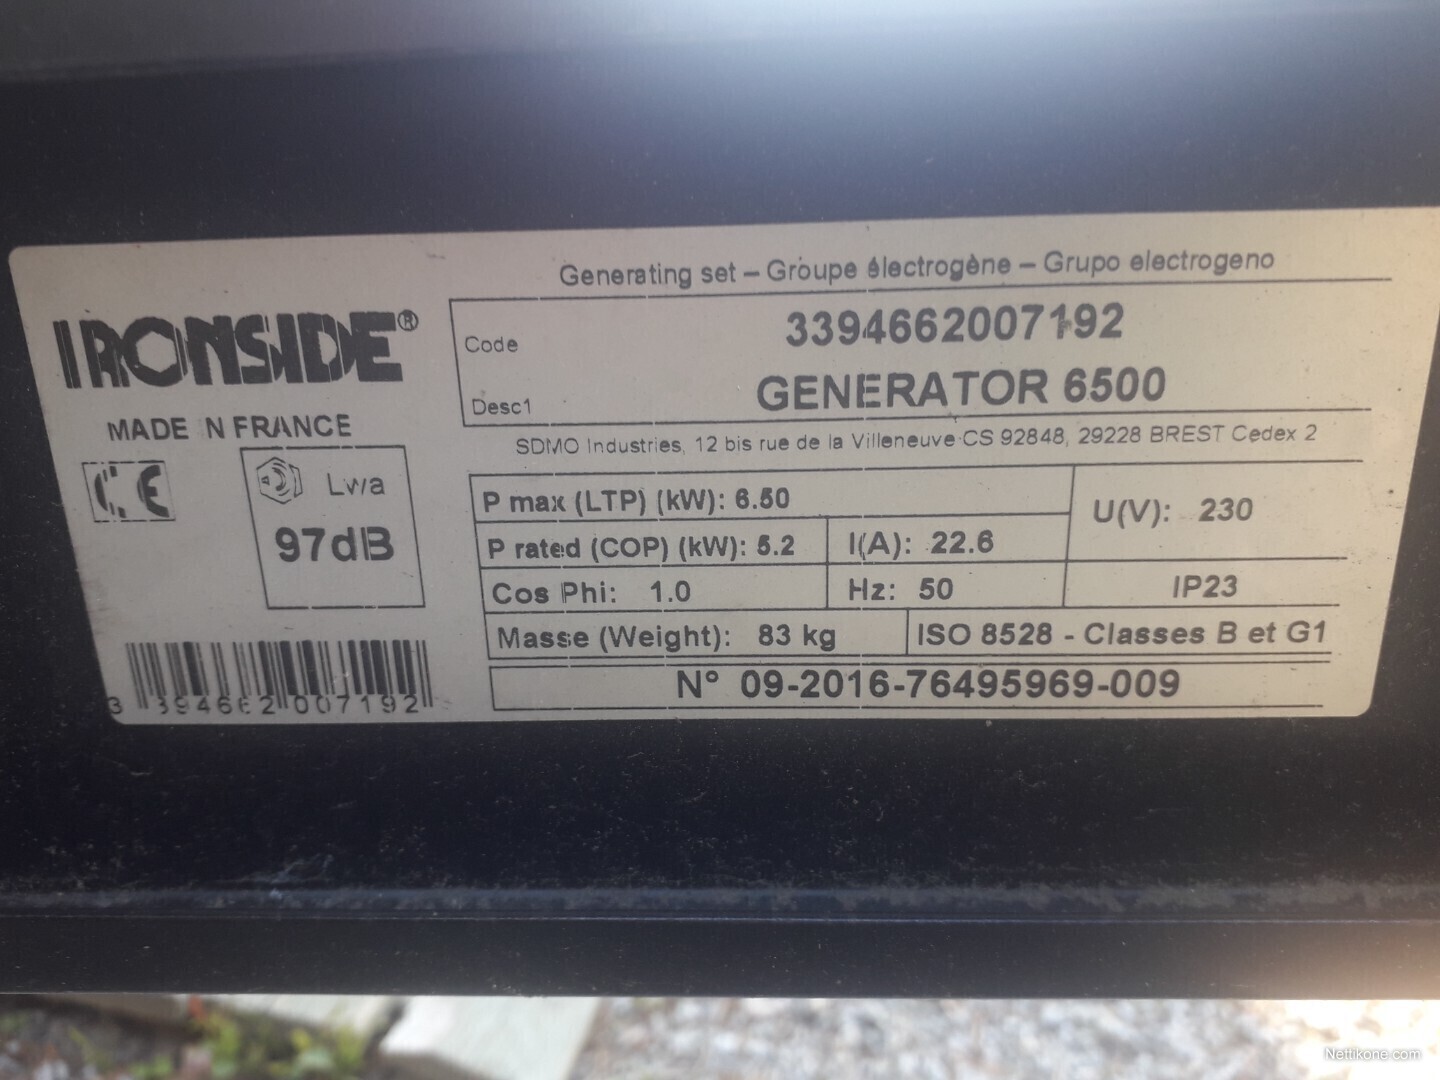 Generating set – Groupe électrogène – Grupo electrogeno
IRONSIDE®
MADE IN FRANCE
CE
Lwa
97dB
Code 3394662007192
Desc1 GENERATOR 6500
SDMO Industries, 12 bis rue de la Villeneuve CS 92848, 29228 BREST Cedex 2
P max (LTP) (kW): 6.50
U(V): 230
P rated (COP) (kW): 5.2 I(A): 22.6
Cos Phi: 1.0 Hz: 50 IP23
Masse (Weight): 83 kg ISO 8528 - Classes B et G1
N° 09-2016-76495969-009
3 394662 007192
Nettikone.com